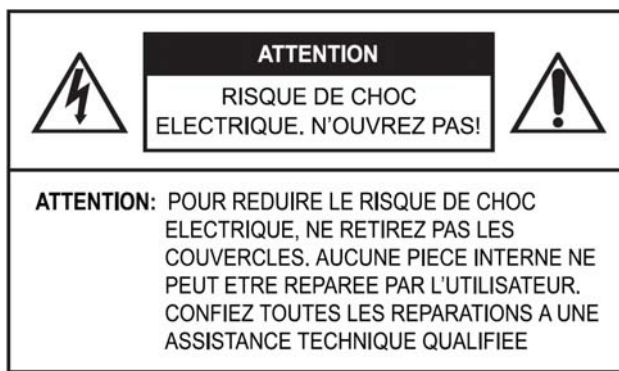 ATTENTION
RISQUE DE CHOC
ELECTRIQUE. N'OUVREZ PAS!
ATTENTION: POUR REDUIRE LE RISQUE DE CHOC
ELECTRIQUE, NE RETIREZ PAS LES
COUVERCLES. AUCUNE PIECE INTERNE NE
PEUT ETRE REPAREE PAR L'UTILISATEUR.
CONFIEZ TOUTES LES REPARATIONS A UNE
ASSISTANCE TECHNIQUE QUALIFIEE